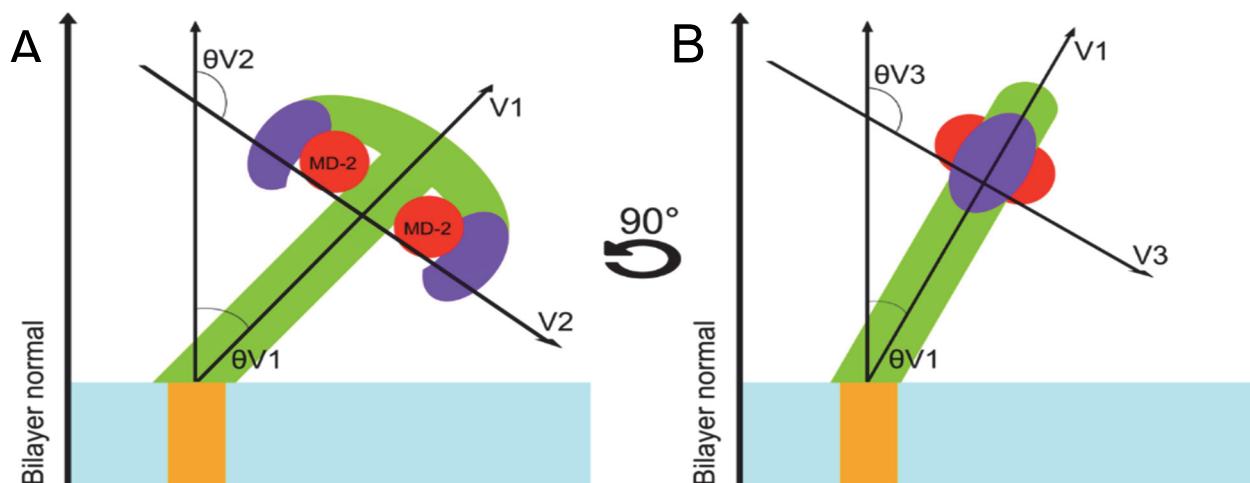 A
θV2
V1
MD-2
MD-2
V2
θV1
Bilayer normal
90°
B
θV3
V1
V3
θV1
Bilayer normal